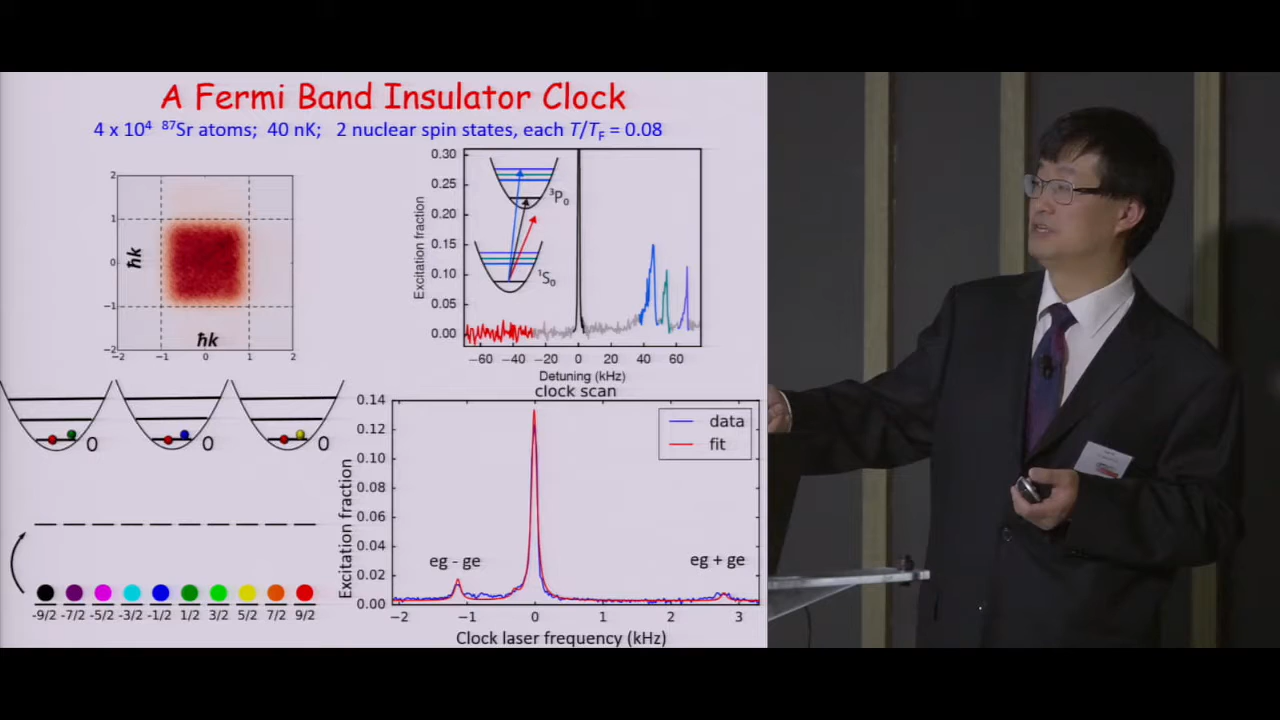 A Fermi Band Insulator Clock
4 x 10⁴ ⁸⁷Sr atoms; 40 nK; 2 nuclear spin states, each T/T_F = 0.08
2
1
0
−1
−2
ħk
ħk
−2 −1 0 1 2
0.30
0.25
0.20
0.15
0.10
0.05
0.00
Excitation fraction
³P₀
¹S₀
−60 −40 −20 0 20 40 60
Detuning (kHz)
0 0 0
-9/2 -7/2 -5/2 -3/2 -1/2 1/2 3/2 5/2 7/2 9/2
clock scan
0.14
0.12
0.10
0.08
0.06
0.04
0.02
0.00
Excitation fraction
data
fit
eg - ge
eg + ge
−2 −1 0 1 2 3
Clock laser frequency (kHz)